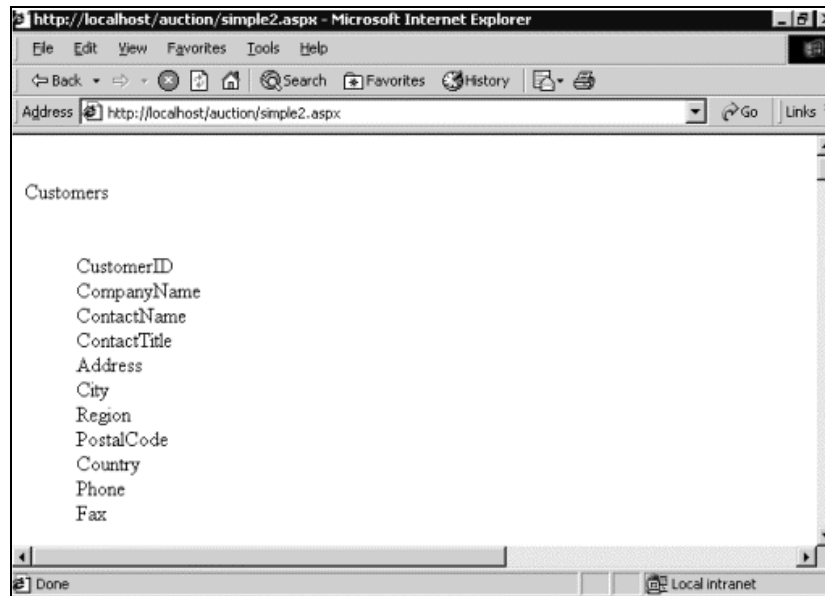 http://localhost/auction/simple2.aspx - Microsoft Internet Explorer
File Edit View Favorites Tools Help
Back Search Favorites History
Address http://localhost/auction/simple2.aspx Go Links
Customers
CustomerID
CompanyName
ContactName
ContactTitle
Address
City
Region
PostalCode
Country
Phone
Fax
Done Local intranet